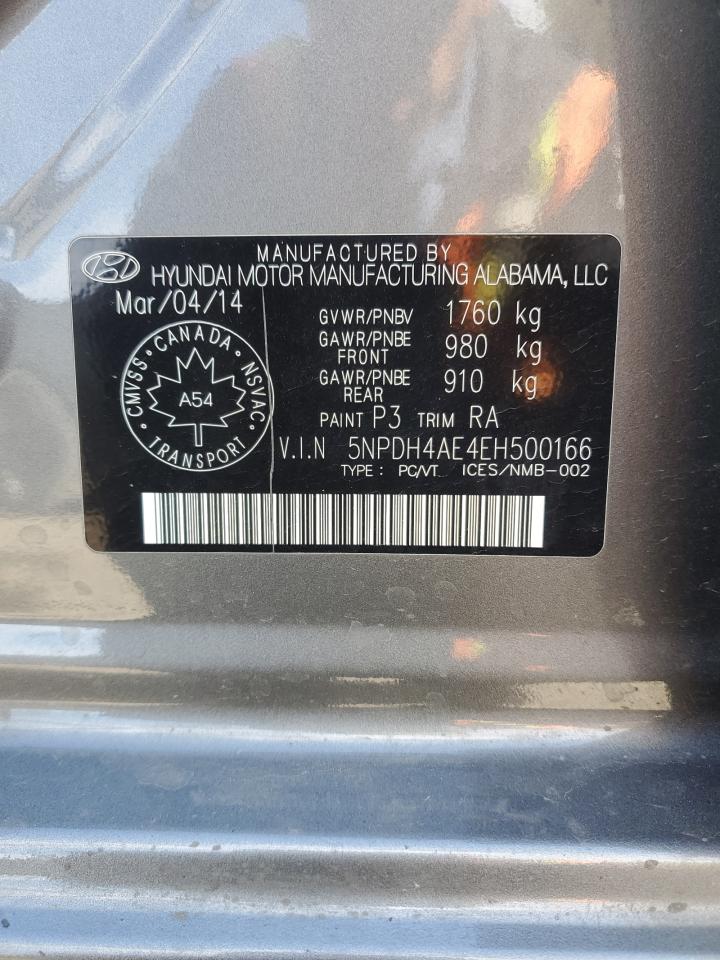 MANUFACTURED BY
HYUNDAI MOTOR MANUFACTURING ALABAMA, LLC
Mar/04/14
GVWR/PNBV 1760 kg
GAWR/PNBE FRONT 980 kg
GAWR/PNBE REAR 910 kg
PAINT P3 TRIM RA
CMVSS • CANADA • NSVAC • TRANSPORT •
A54
V.I.N 5NPDH4AE4EH500166
TYPE : PC/VT ICES/NMB-002